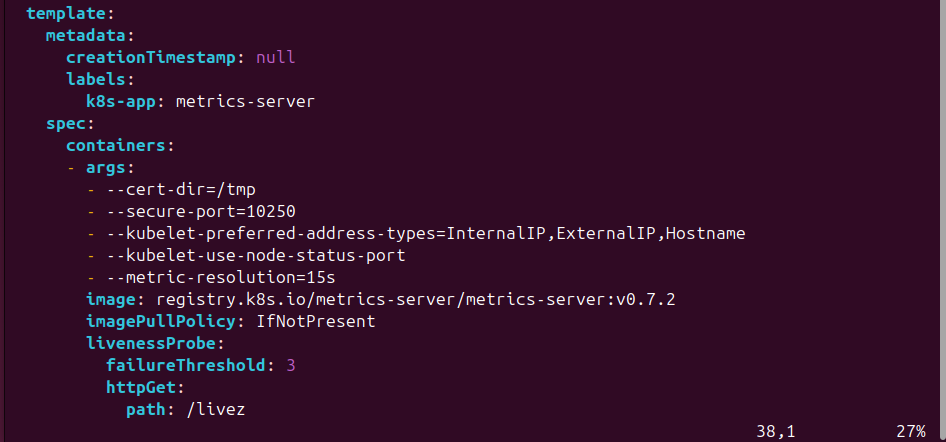 template:
metadata:
creationTimestamp: null
labels:
k8s-app: metrics-server
spec:
containers:
- args:
- --cert-dir=/tmp
- --secure-port=10250
- --kubelet-preferred-address-types=InternalIP,ExternalIP,Hostname
- --kubelet-use-node-status-port
- --metric-resolution=15s
image: registry.k8s.io/metrics-server/metrics-server:v0.7.2
imagePullPolicy: IfNotPresent
livenessProbe:
failureThreshold: 3
httpGet:
path: /livez
38,1 27%